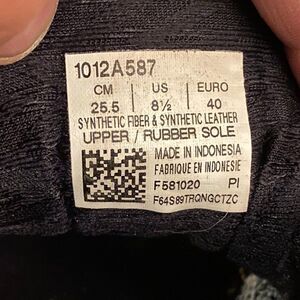 1012A587
CM US EURO
25.5 8½ 40
SYNTHETIC FIBER & SYNTHETIC LEATHER
UPPER / RUBBER SOLE
MADE IN INDONESIA
FABRIQUE EN INDONESIE
F581020 PI
F64S89TRQNGCTZC